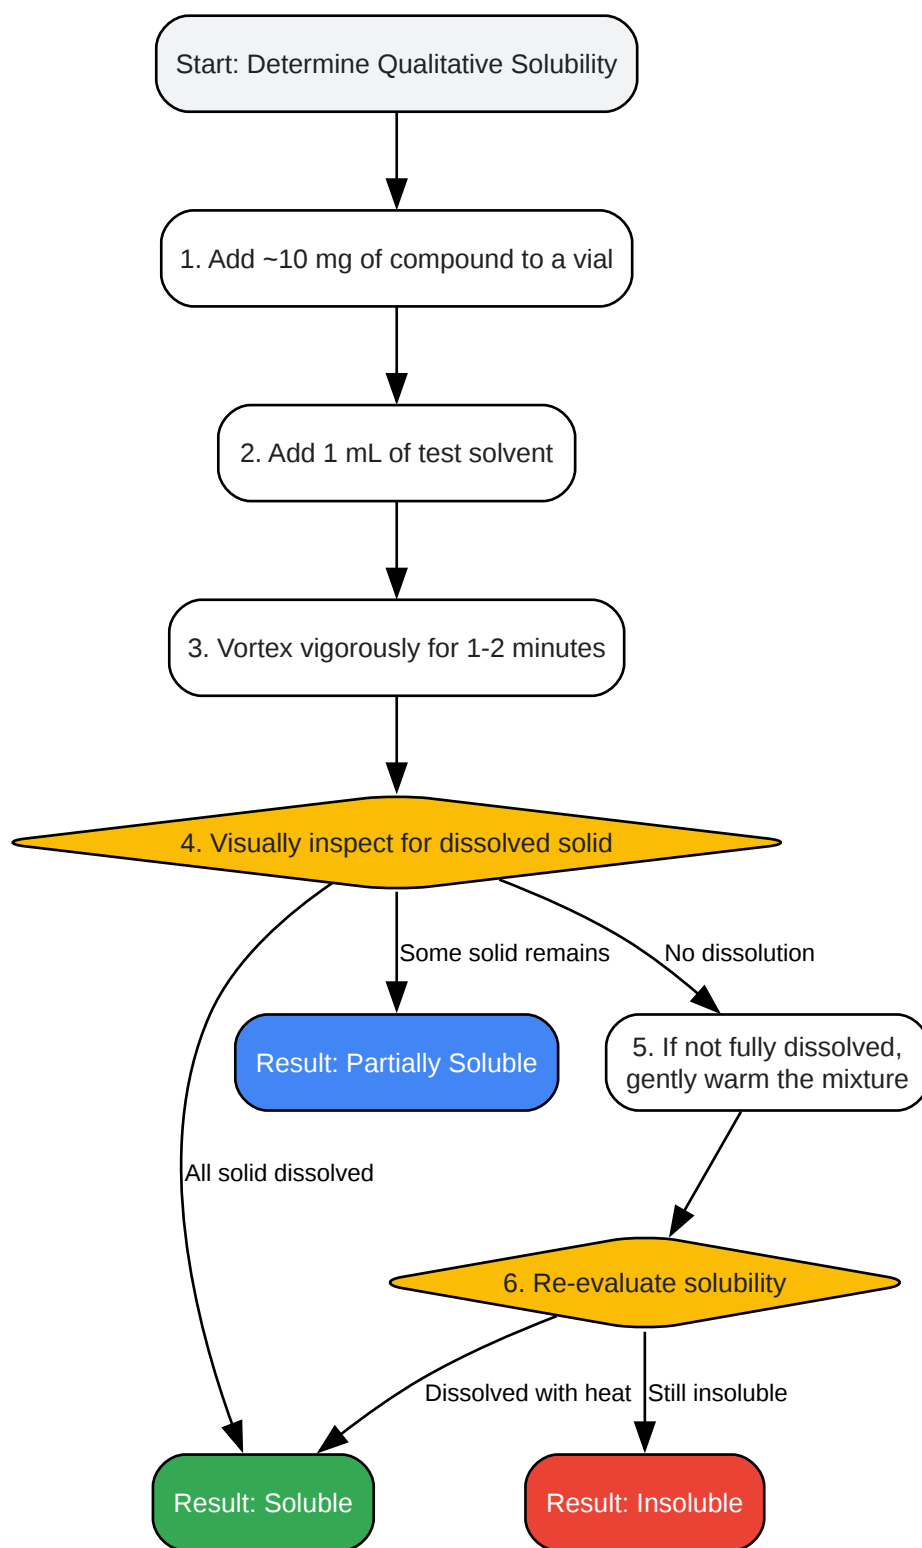 Start: Determine Qualitative Solubility
1. Add ~10 mg of compound to a vial
2. Add 1 mL of test solvent
3. Vortex vigorously for 1-2 minutes
4. Visually inspect for dissolved solid
Some solid remains
No dissolution
Result: Partially Soluble
5. If not fully dissolved,
gently warm the mixture
All solid dissolved
6. Re-evaluate solubility
Dissolved with heat
Still insoluble
Result: Soluble
Result: Insoluble